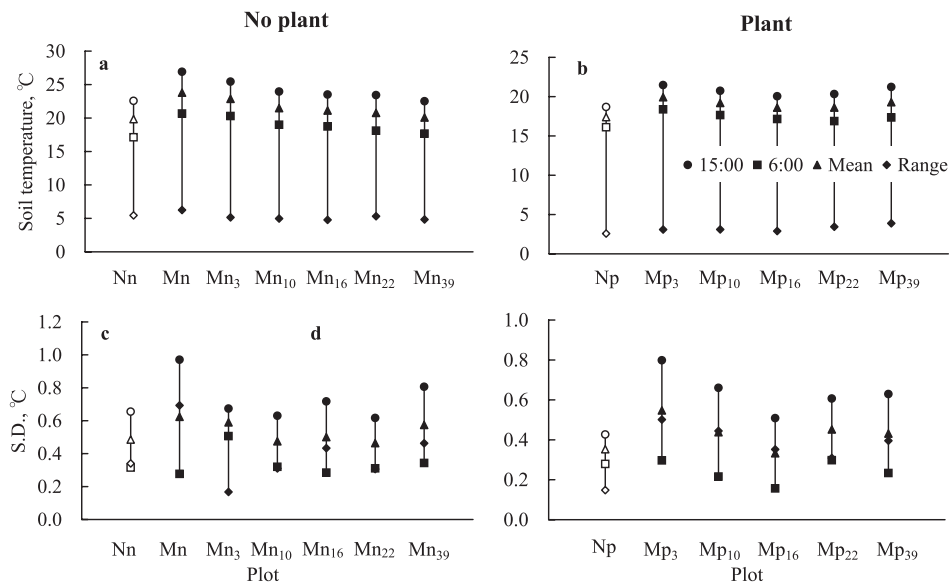 No plant
Plant
a
Soil temperature, ℃
30
25
20
15
10
5
0
Nn Mn Mn3 Mn10 Mn16 Mn22 Mn39
b
25
20
15
10
5
0
15:00 6:00 Mean Range
Np Mp3 Mp10 Mp16 Mp22 Mp39
c
d
S.D., ℃
1.2
1.0
0.8
0.6
0.4
0.2
0.0
Nn Mn Mn3 Mn10 Mn16 Mn22 Mn39
Plot
1.0
0.8
0.6
0.4
0.2
0.0
Np Mp3 Mp10 Mp16 Mp22 Mp39
Plot